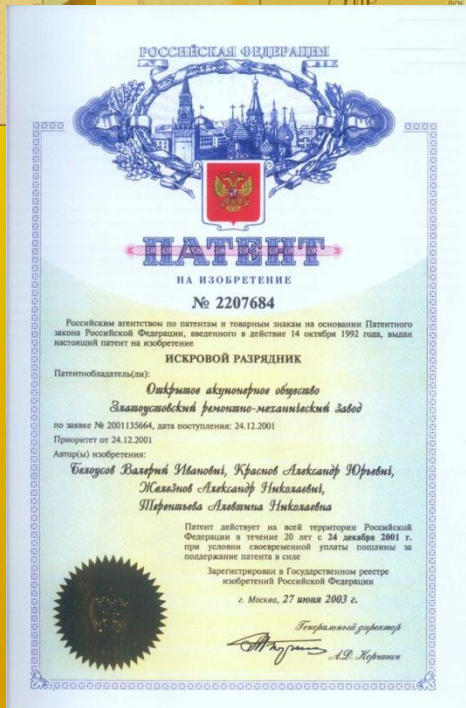 РОССИЙСКАЯ ФЕДЕРАЦИЯ
ПАТЕНТ
НА ИЗОБРЕТЕНИЕ
№ 2207684
Российским агентством по патентам и товарным знакам на основании Патентного
закона Российской Федерации, введенного в действие 14 октября 1992 года, выдан
настоящий патент на изобретение
ИСКРОВОЙ РАЗРЯДНИК
Патентообладатель(ли):
Открытое акционерное общество
Златоустовский ремонтно-механический завод
по заявке № 2001135664, дата поступления: 24.12.2001
Приоритет от 24.12.2001
Автор(ы) изобретения:
Белоусов Валерий Иванович, Краснов Александр Юрьевич,
Железнов Александр Николаевич,
Терентьева Алевтина Николаевна
Патент действует на всей территории Российской
Федерации в течение 20 лет с 24 декабря 2001 г.
при условии своевременной уплаты пошлины за
поддержание патента в силе
Зарегистрирован в Государственном реестре
изобретений Российской Федерации
г. Москва, 27 июня 2003 г.
Генеральный директор
А.Д. Корчагин